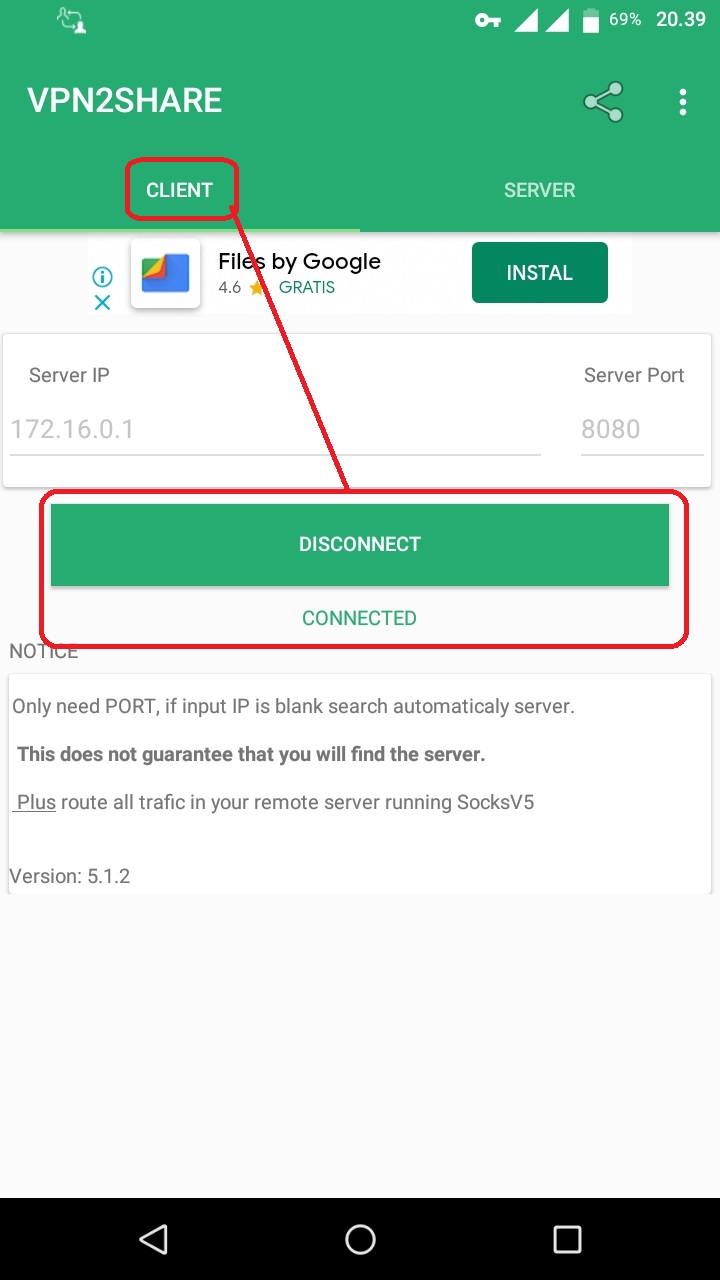 69% 20.39
VPN2SHARE
CLIENT SERVER
Files by Google
4.6 GRATIS
INSTAL
Server IP Server Port
172.16.0.1 8080
DISCONNECT
CONNECTED
NOTICE
Only need PORT, if input IP is blank search automaticaly server.
This does not guarantee that you will find the server.
Plus route all trafic in your remote server running SocksV5
Version: 5.1.2